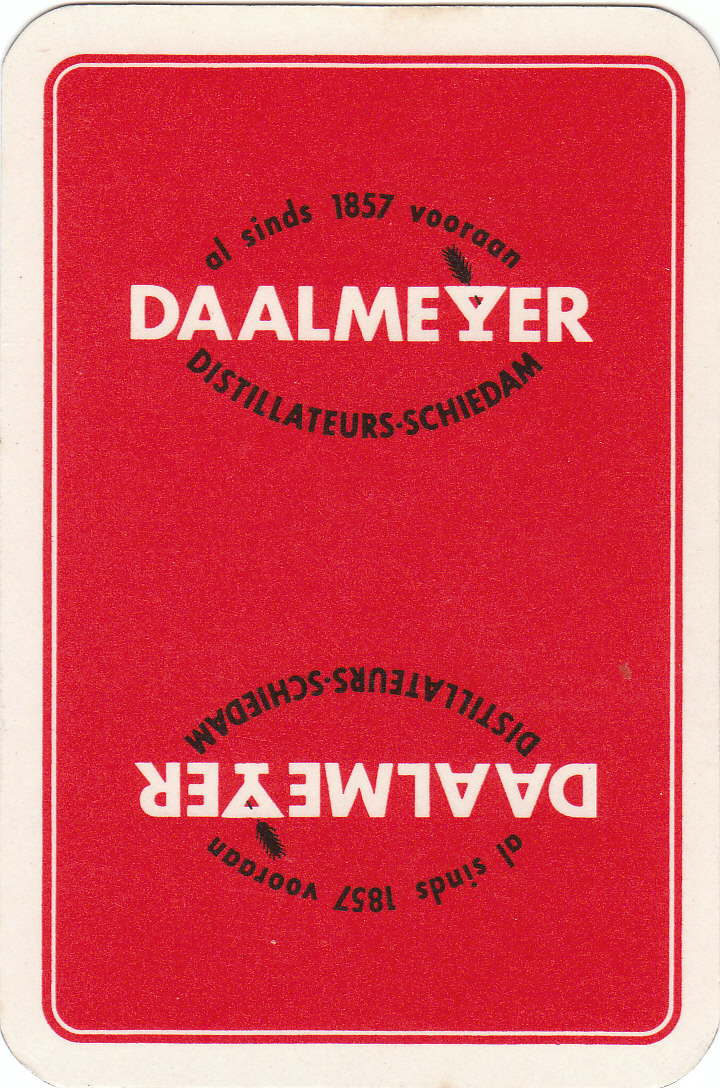 al sinds 1857 vooraan
DAALMEYER
DISTILLATEURS-SCHIEDAM
DISTILLATEURS-SCHIEDAM
DAALMEYER
al sinds 1857 vooraan